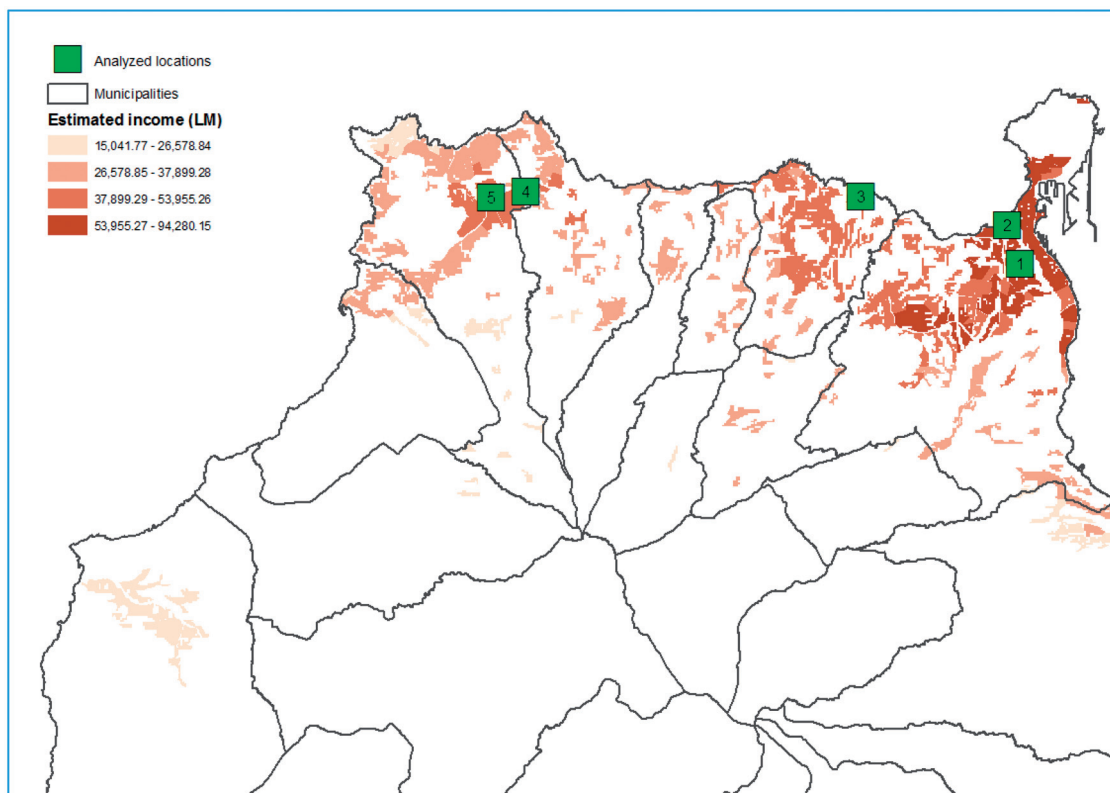 Analyzed locations
Municipalities
Estimated income (LM)
15,041.77 - 26,578.84
26,578.85 - 37,899.28
37,899.29 - 53,955.26
53,955.27 - 94,280.15
5
4
3
2
1